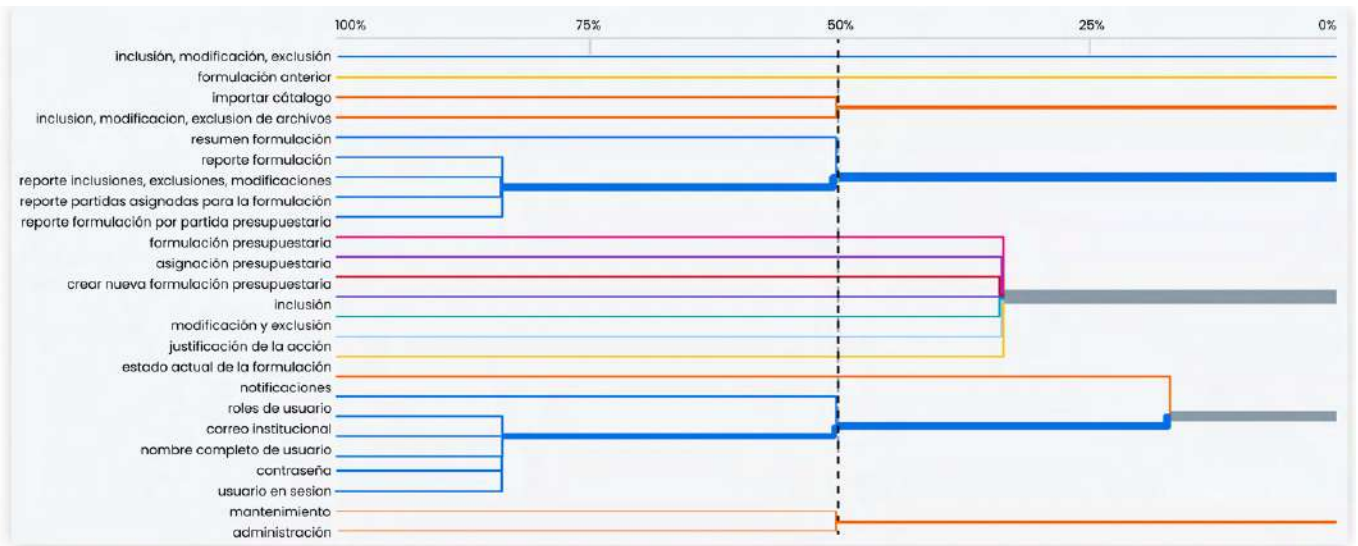 100% 75% 50% 25% 0%
inclusión, modificación, exclusión
formulación anterior
importar cátalogo
inclusion, modificacion, exclusion de archivos
resumen formulación
reporte formulación
reporte inclusiones, exclusiones, modificaciones
reporte partidas asignadas para la formulación
reporte formulación por partida presupuestaria
formulación presupuestaria
asignación presupuestaria
crear nueva formulación presupuestaria
inclusión
modificación y exclusión
justificación de la acción
estado actual de la formulación
notificaciones
roles de usuario
correo institucional
nombre completo de usuario
contraseña
usuario en sesion
mantenimiento
administración